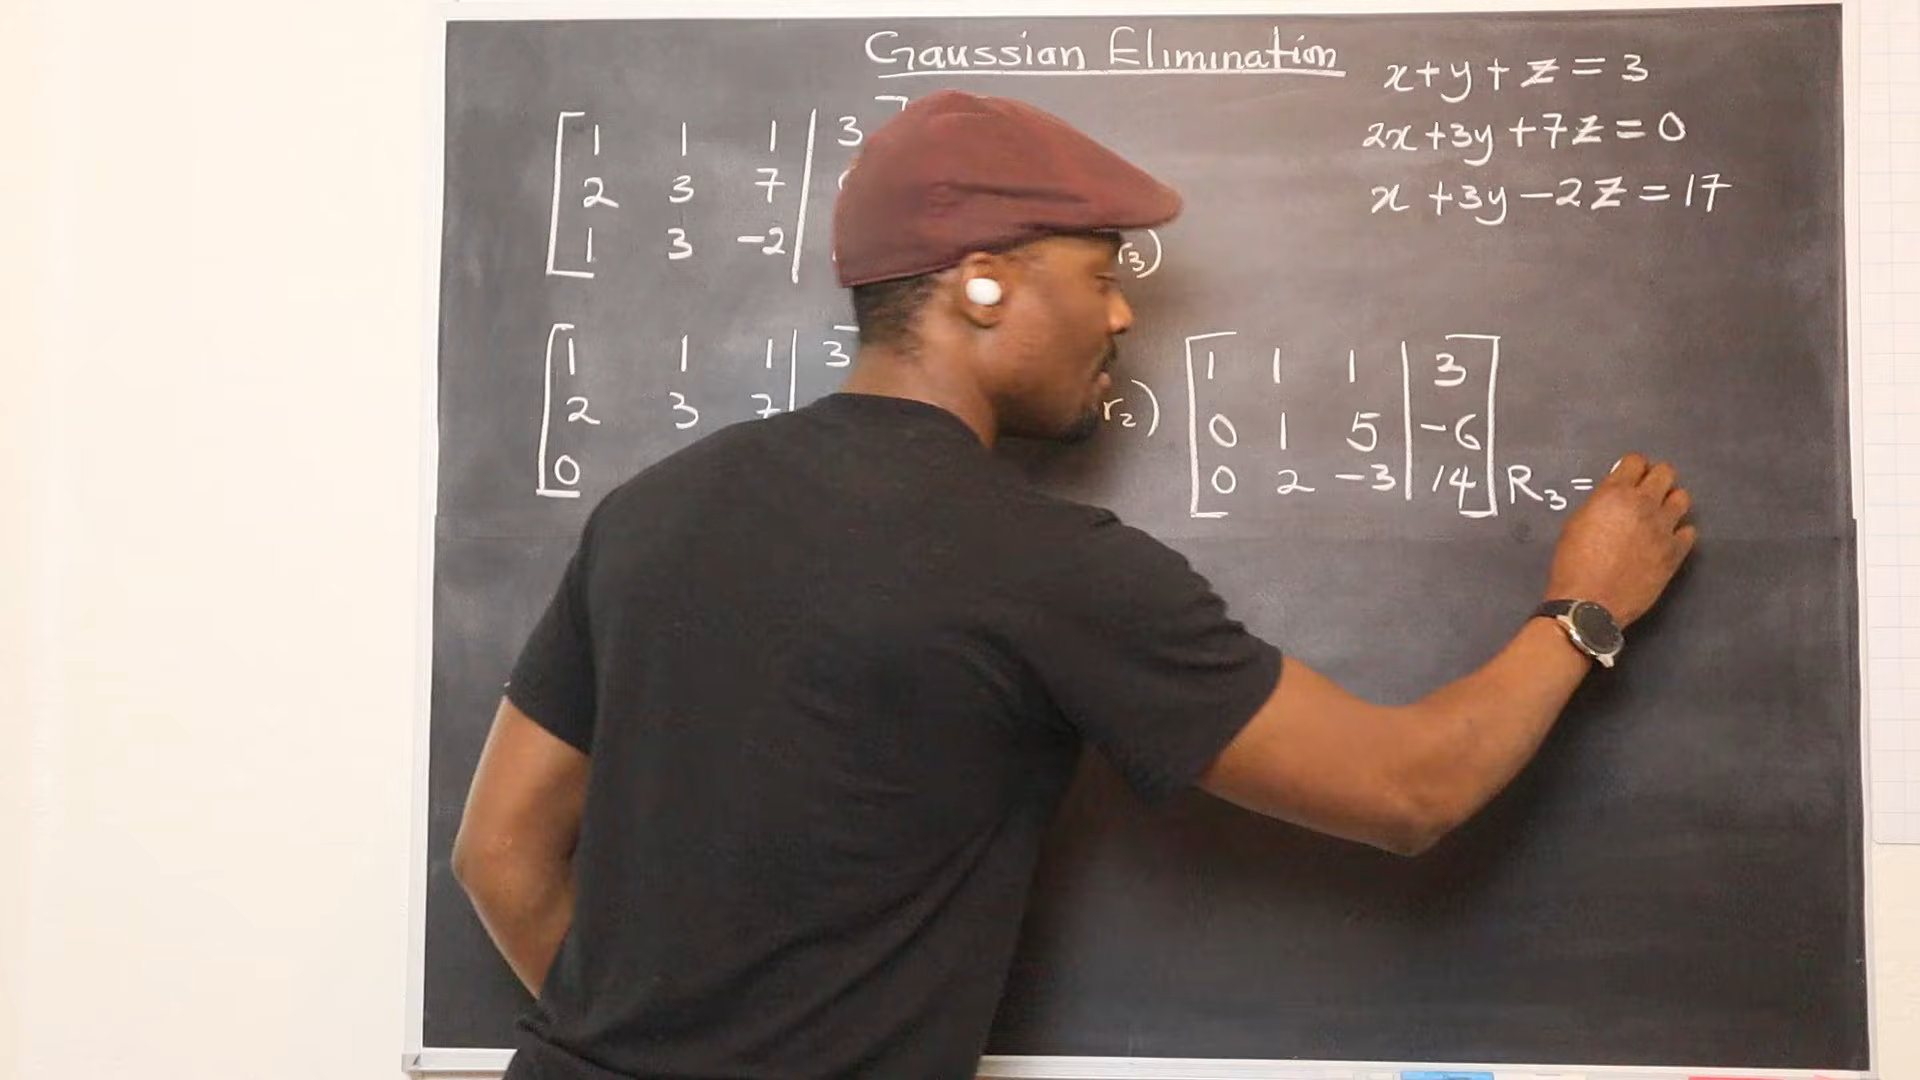 Gaussian Elimination
x+y+z=3
2x+3y+7z=0
x+3y-2z=17
1 1 1 | 3
2 3 7 |
1 3 -2 |
r3)
1 1 1 | 3
2 3 7 |
0
r2)
1 1 1 | 3
0 1 5 | -6
0 2 -3 | 14
R3=